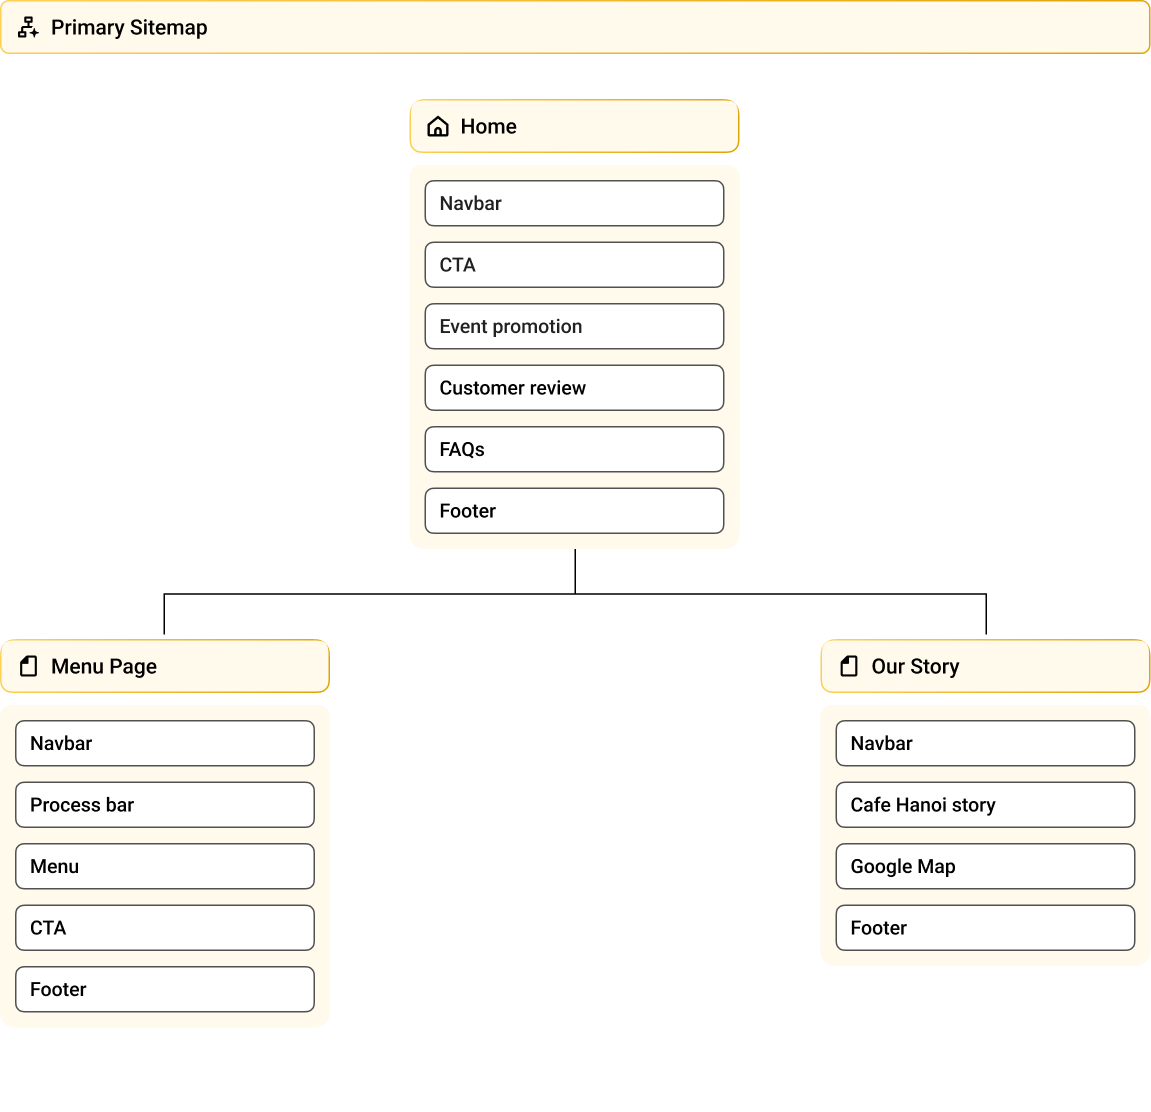 Primary Sitemap
Home
Navbar
CTA
Event promotion
Customer review
FAQs
Footer
Menu Page
Navbar
Process bar
Menu
CTA
Footer
Our Story
Navbar
Cafe Hanoi story
Google Map
Footer